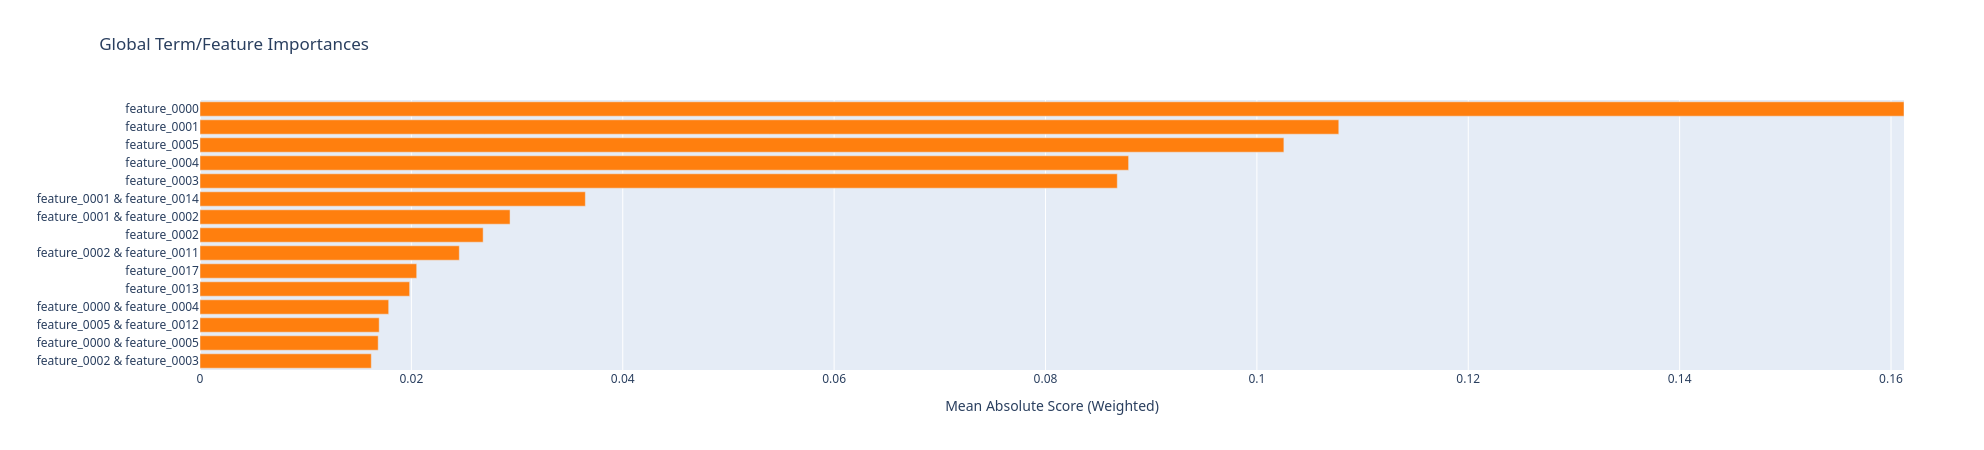 Global Term/Feature Importances
feature_0000
feature_0001
feature_0005
feature_0004
feature_0003
feature_0001 & feature_0014
feature_0001 & feature_0002
feature_0002
feature_0002 & feature_0011
feature_0017
feature_0013
feature_0000 & feature_0004
feature_0005 & feature_0012
feature_0000 & feature_0005
feature_0002 & feature_0003
0 0.02 0.04 0.06 0.08 0.1 0.12 0.14 0.16
Mean Absolute Score (Weighted)